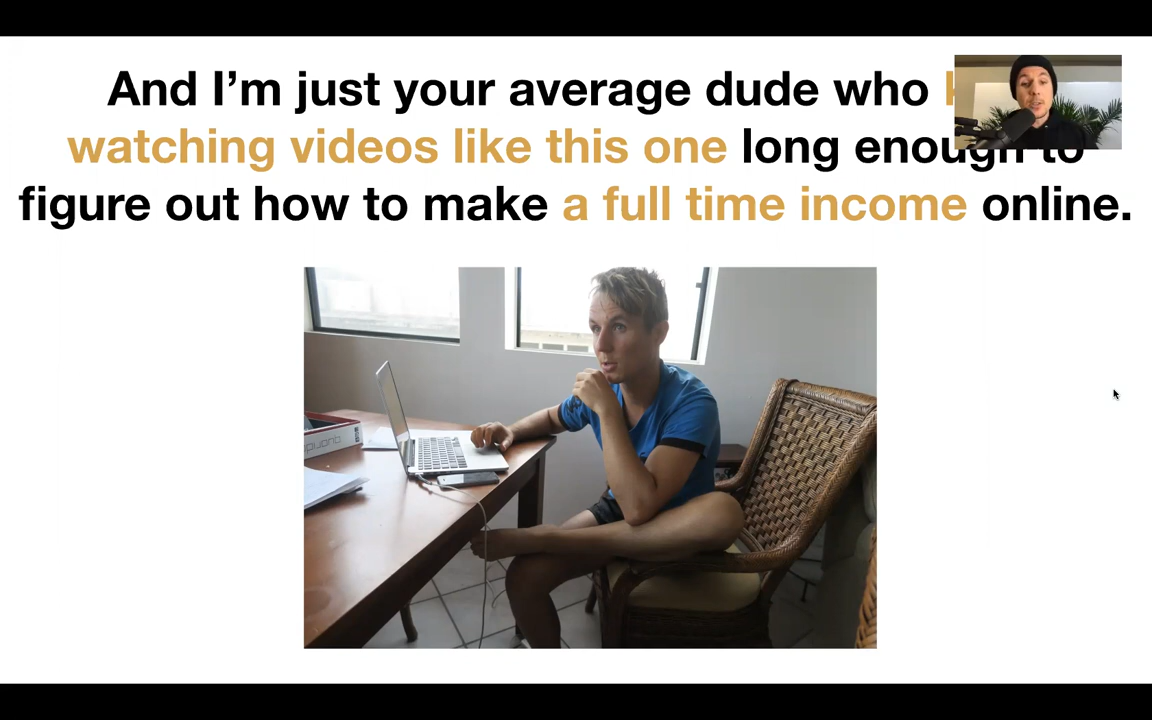 And I’m just your average dude who
watching videos like this one long enough to
figure out how to make a full time income online.